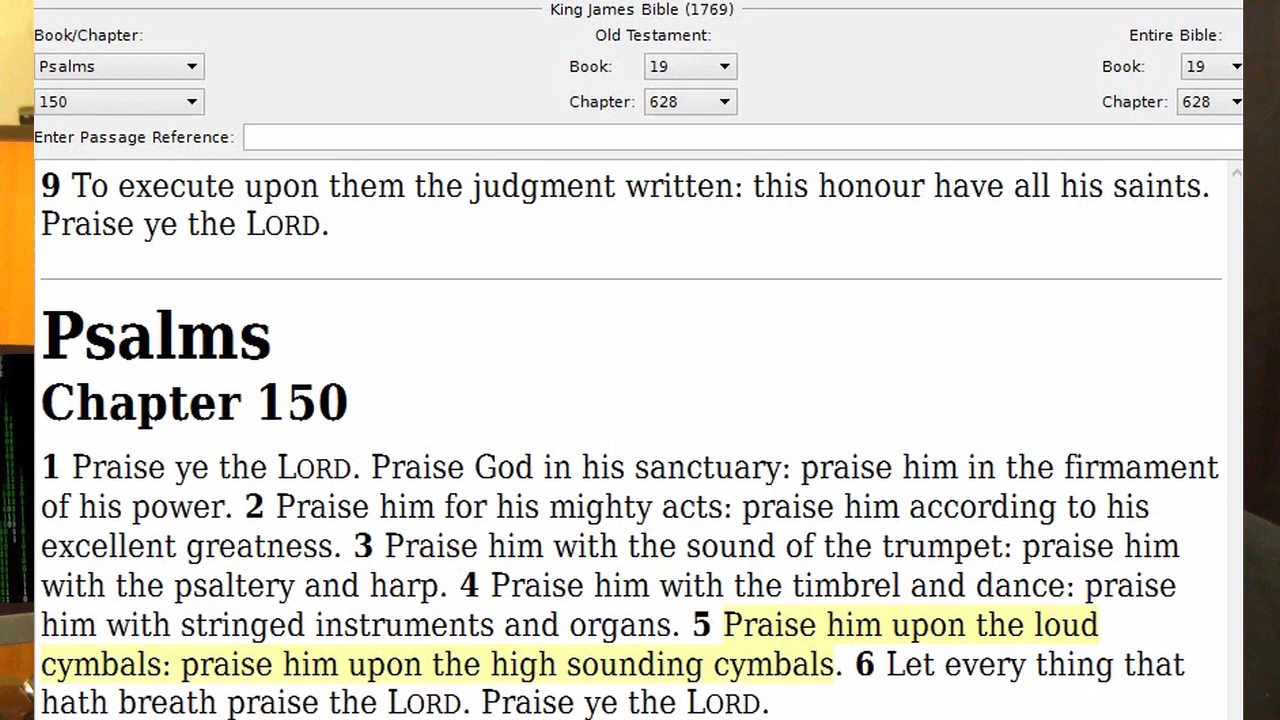 King James Bible (1769)
Book/Chapter: Old Testament: Entire Bible:
Psalms Book: 19 Book: 19
150 Chapter: 628 Chapter: 628
Enter Passage Reference:
9 To execute upon them the judgment written: this honour have all his saints.
Praise ye the LORD.
Psalms
Chapter 150
1 Praise ye the LORD. Praise God in his sanctuary: praise him in the firmament
of his power. 2 Praise him for his mighty acts: praise him according to his
excellent greatness. 3 Praise him with the sound of the trumpet: praise him
with the psaltery and harp. 4 Praise him with the timbrel and dance: praise
him with stringed instruments and organs. 5 Praise him upon the loud
cymbals: praise him upon the high sounding cymbals. 6 Let every thing that
hath breath praise the LORD. Praise ye the LORD.